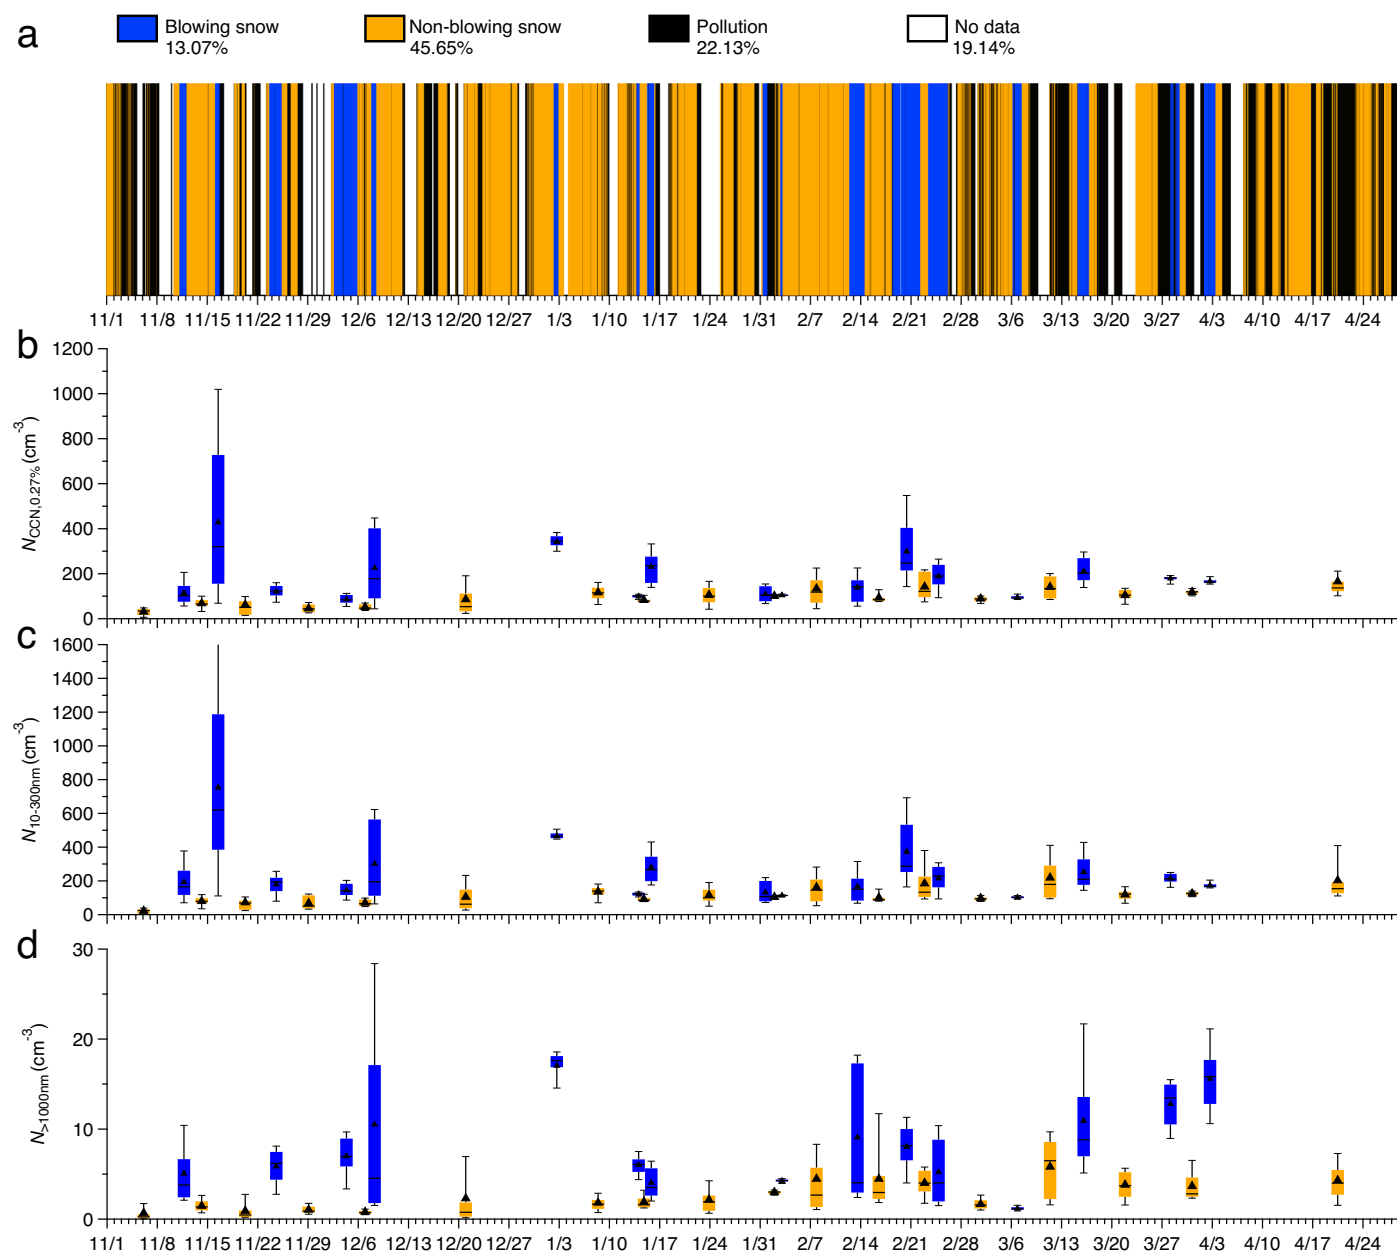 a
Blowing snow
13.07%
Non-blowing snow
45.65%
Pollution
22.13%
No data
19.14%
11/1 11/8 11/15 11/22 11/29 12/6 12/13 12/20 12/27 1/3 1/10 1/17 1/24 1/31 2/7 2/14 2/21 2/28 3/6 3/13 3/20 3/27 4/3 4/10 4/17 4/24
b
1200
1000
800
600
400
200
0
N_CCN,0.27% (cm⁻³)
c
1600
1400
1200
1000
800
600
400
200
0
N_10-300nm (cm⁻³)
d
30
20
10
0
N_>1000nm (cm⁻³)
11/1 11/8 11/15 11/22 11/29 12/6 12/13 12/20 12/27 1/3 1/10 1/17 1/24 1/31 2/7 2/14 2/21 2/28 3/6 3/13 3/20 3/27 4/3 4/10 4/17 4/24